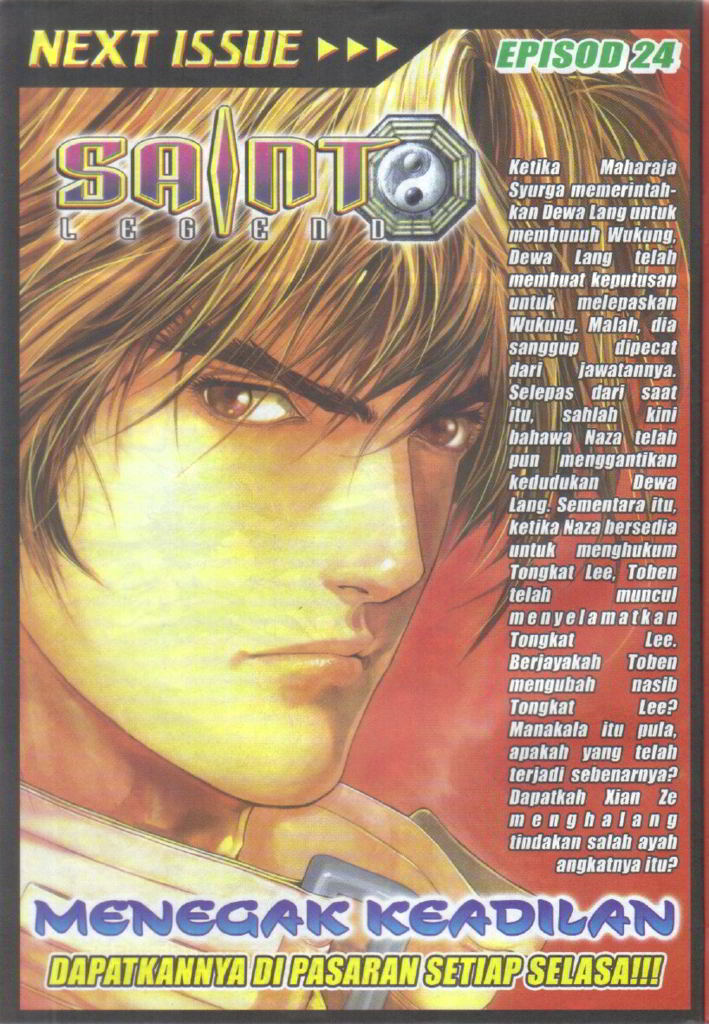 NEXT ISSUE
EPISOD 24
SAINT
LEGEND
Ketika Maharaja
Syurga memerintah-
kan Dewa Lang untuk
membunuh Wukung,
Dewa Lang telah
membuat keputusan
untuk melepaskan
Wukung. Malah, dia
sanggup dipecat
dari jawatannya.
Selepas dari saat
itu, sahlah kini
bahawa Naza telah
pun menggantikan
kedudukan Dewa
Lang. Sementara itu,
ketika Naza bersedia
untuk menghukum
Tongkat Lee, Toben
telah muncul
menyelamatkan
Tongkat Lee.
Berjayakah Toben
mengubah nasib
Tongkat Lee?
Manakala itu pula,
apakah yang telah
terjadi sebenarnya?
Dapatkah Xian Ze
menghalang
tindakan salah ayah
angkatnya itu?
MENEGAK KEADILAN
DAPATKANNYA DI PASARAN SETIAP SELASA!!!